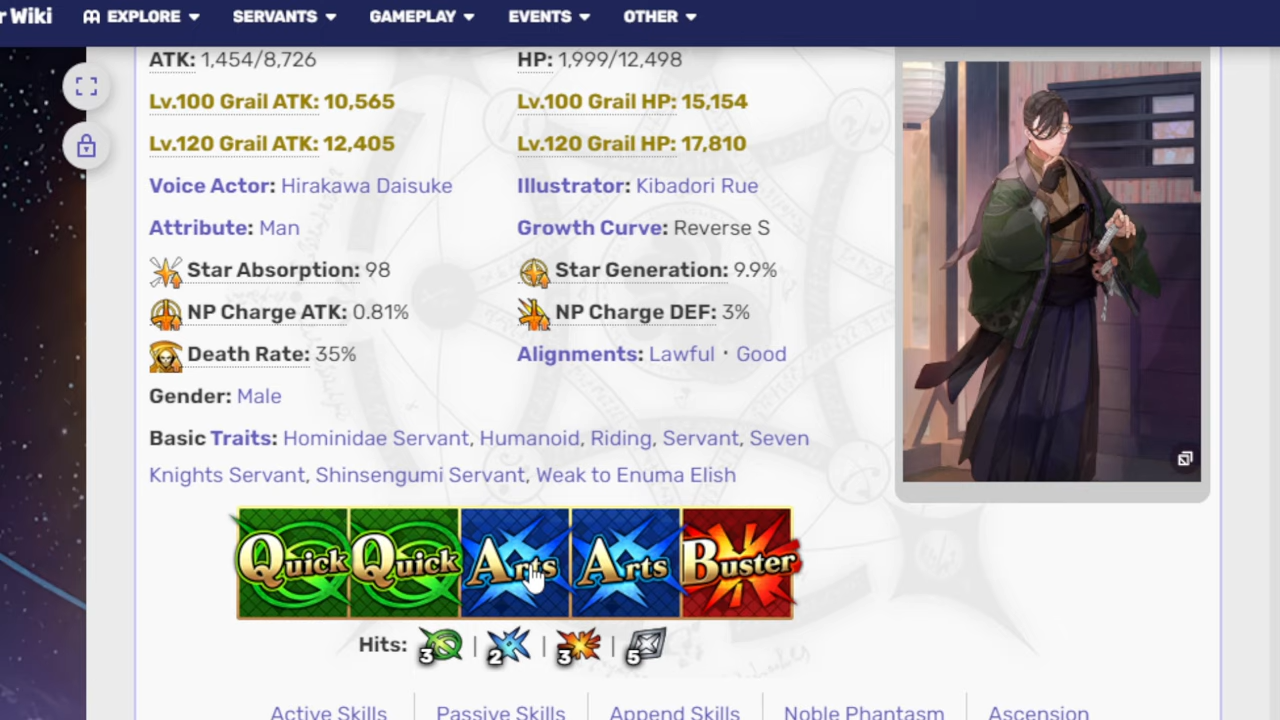 r Wiki EXPLORE SERVANTS GAMEPLAY EVENTS OTHER
ATK: 1,454/8,726 HP: 1,999/12,498
Lv.100 Grail ATK: 10,565 Lv.100 Grail HP: 15,154
Lv.120 Grail ATK: 12,405 Lv.120 Grail HP: 17,810
Voice Actor: Hirakawa Daisuke Illustrator: Kibadori Rue
Attribute: Man Growth Curve: Reverse S
Star Absorption: 98 Star Generation: 9.9%
NP Charge ATK: 0.81% NP Charge DEF: 3%
Death Rate: 35% Alignments: Lawful · Good
Gender: Male
Basic Traits: Hominidae Servant, Humanoid, Riding, Servant, Seven
Knights Servant, Shinsengumi Servant, Weak to Enuma Elish
Quick Quick Arts Arts Buster
Hits: 3 | 2 | 3 | 5
Active Skills Passive Skills Append Skills Noble Phantasm Ascension